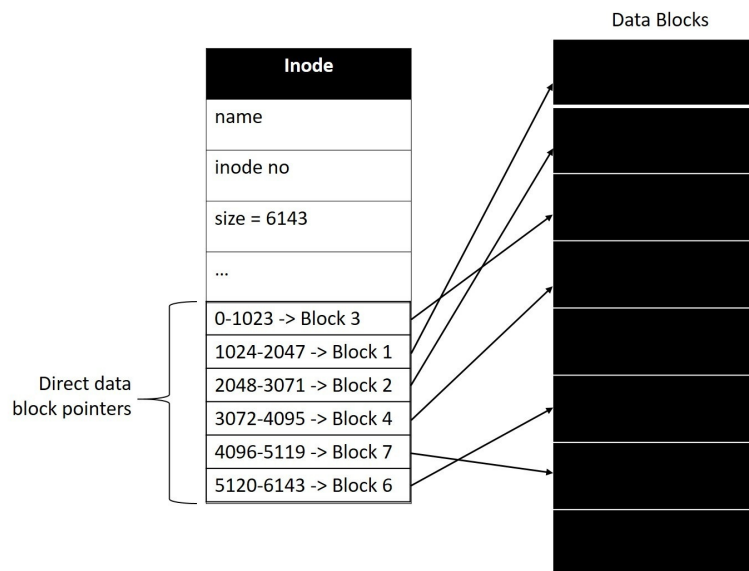 Data Blocks
Inode
name
inode no
size = 6143
...
Direct data
block pointers
0-1023 -> Block 3
1024-2047 -> Block 1
2048-3071 -> Block 2
3072-4095 -> Block 4
4096-5119 -> Block 7
5120-6143 -> Block 6